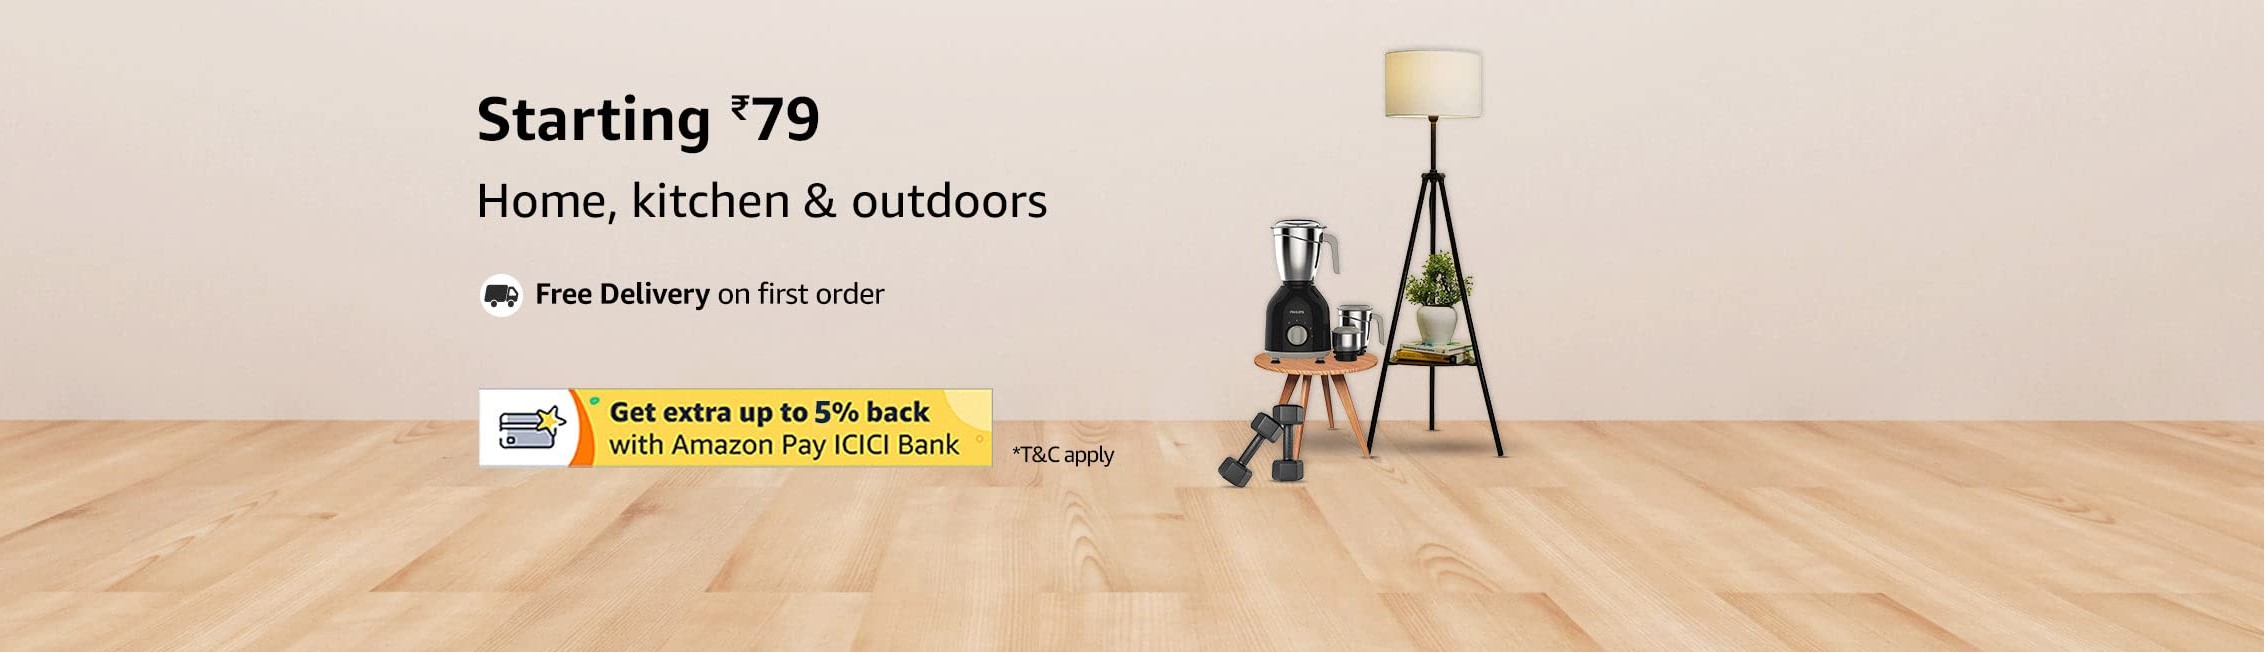 Starting ₹79
Home, kitchen & outdoors
Free Delivery on first order
Get extra up to 5% back
with Amazon Pay ICICI Bank
*T&C apply
PHILIPS